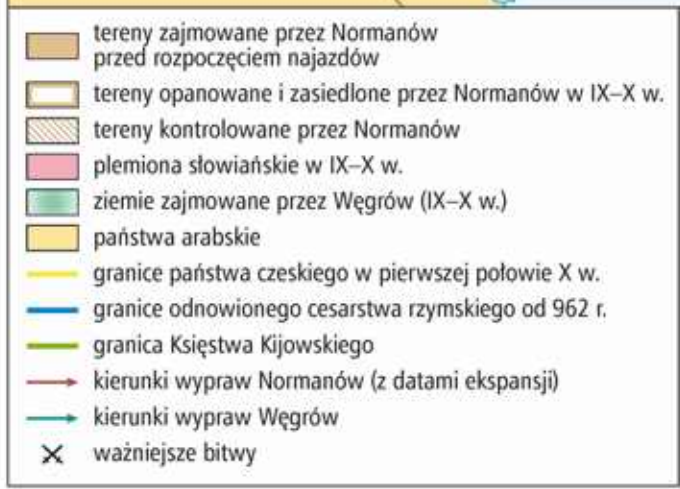 tereny zajmowane przez Normanów
przed rozpoczęciem najazdów
tereny opanowane i zasiedlone przez Normanów w IX–X w.
tereny kontrolowane przez Normanów
plemiona słowiańskie w IX–X w.
ziemie zajmowane przez Węgrów (IX–X w.)
państwa arabskie
granice państwa czeskiego w pierwszej połowie X w.
granice odnowionego cesarstwa rzymskiego od 962 r.
granica Księstwa Kijowskiego
kierunki wypraw Normanów (z datami ekspansji)
kierunki wypraw Węgrów
ważniejsze bitwy